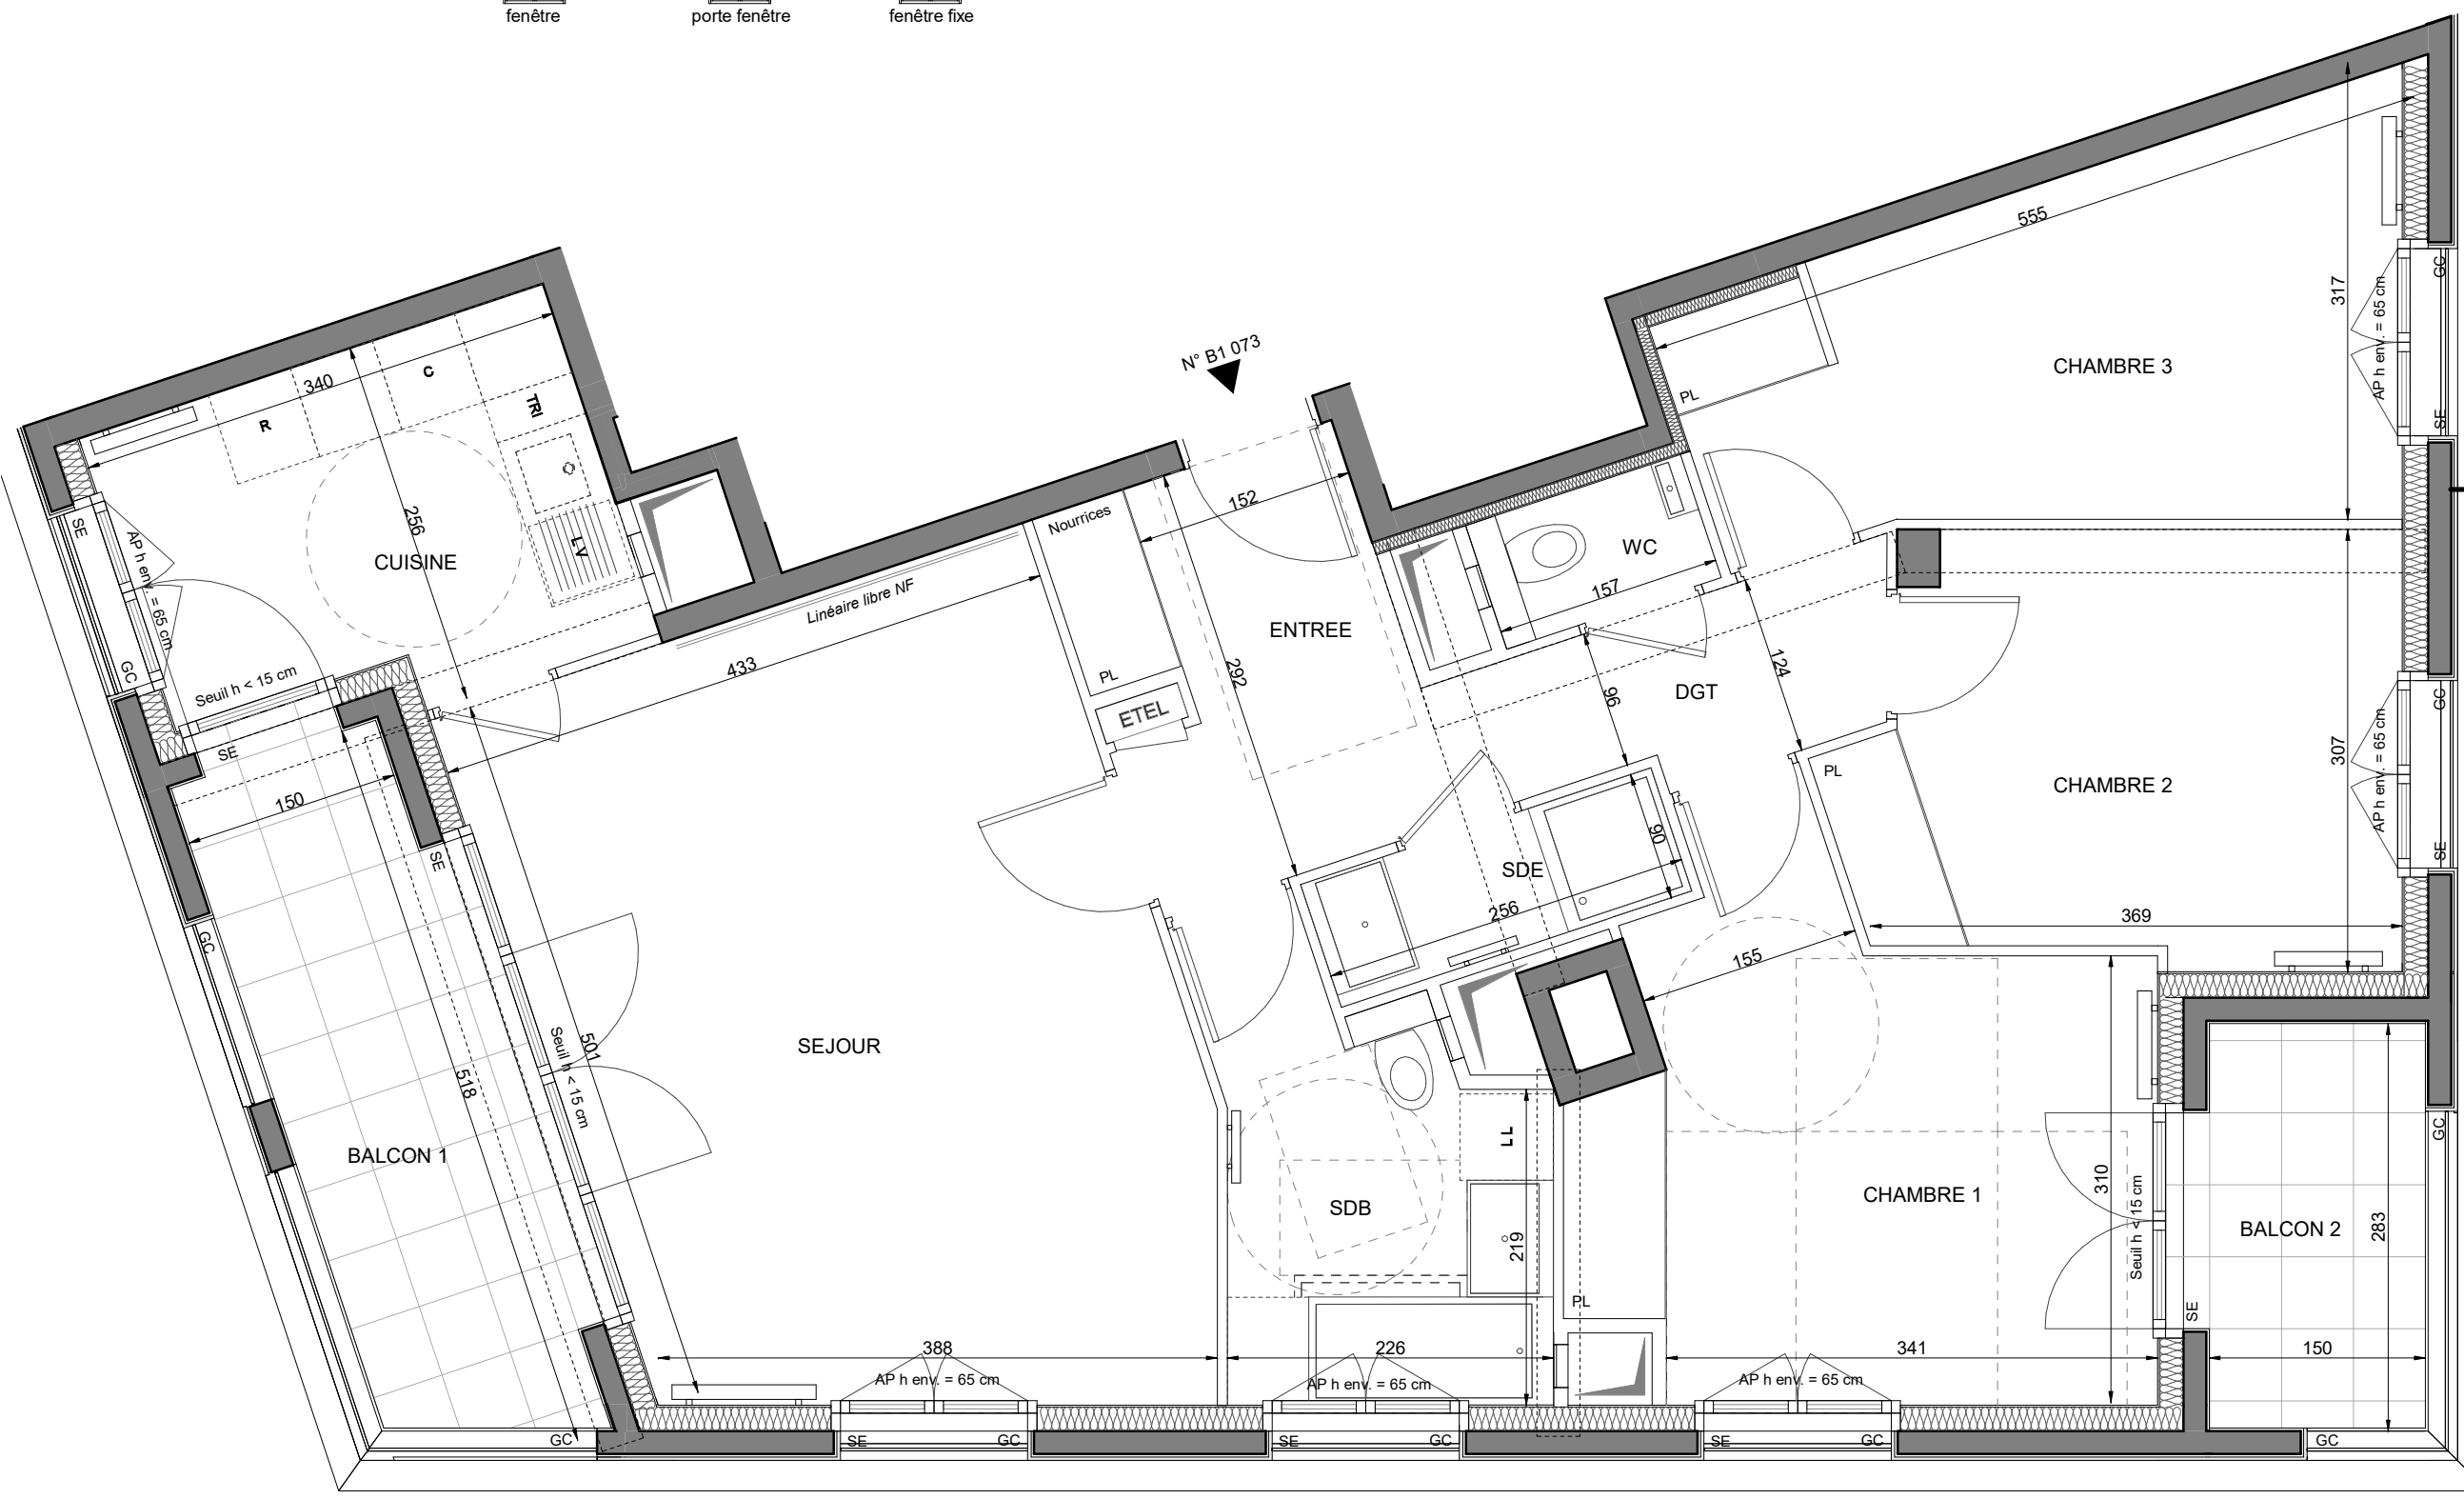 fenêtre
porte fenêtre
fenêtre fixe
N° B1 073
555
317
GC
AP h env. = 65 cm
SE
CHAMBRE 3
PL
340
R
C
TRI
LV
256
CUISINE
SE
AP h env. = 65 cm
GC
Seuil h < 15 cm
SE
Linéaire libre NF
433
Nourrices
PL
ETEL
152
ENTREE
292
WC
157
DGT
96
124
CHAMBRE 2
PL
307
GC
AP h env. = 65 cm
SE
369
150
SE
GC
BALCON 1
518
501
Seuil h < 15 cm
SEJOUR
SDE
90
256
155
LL
SDB
219
PL
CHAMBRE 1
310
Seuil h < 15 cm
SE
BALCON 2
283
GC
388
AP h env. = 65 cm
226
AP h env. = 65 cm
341
AP h env. = 65 cm
150
GC
SE
GC
SE
GC
SE
GC
GC